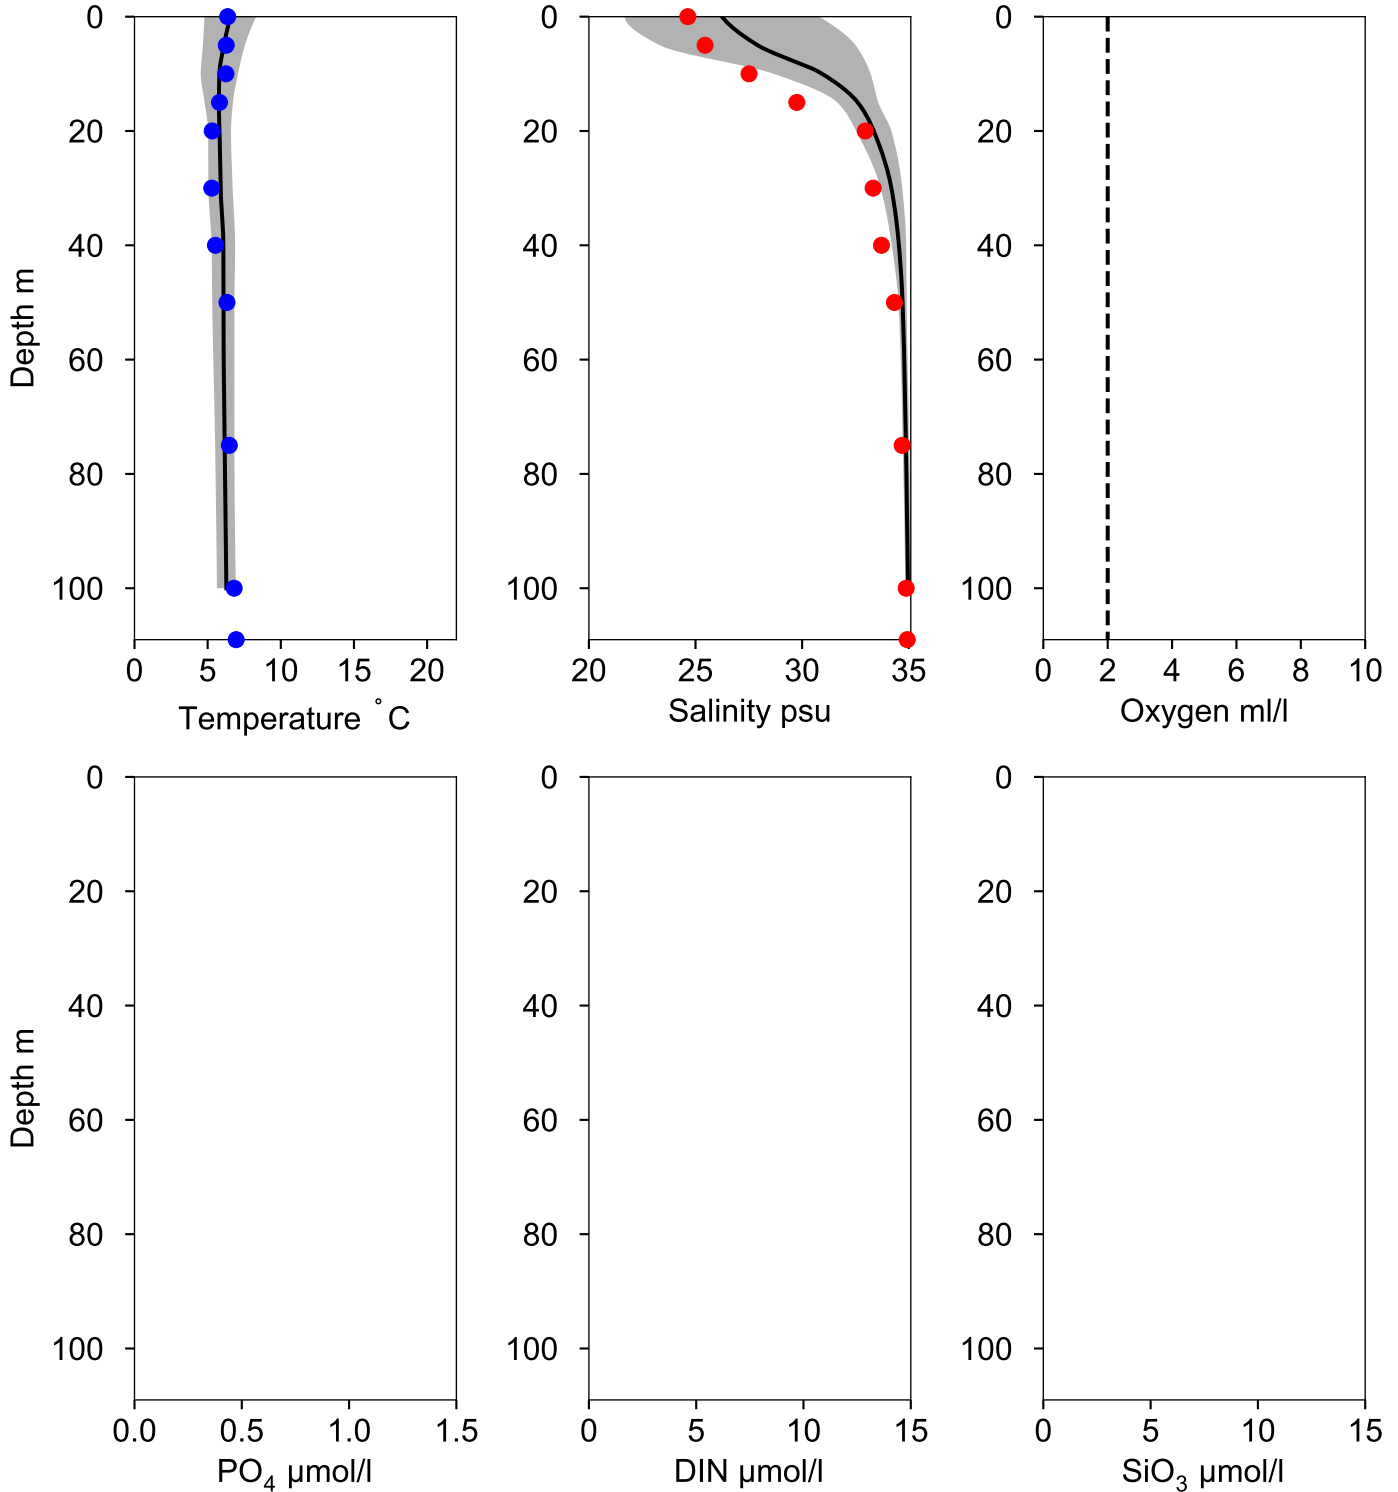 0 0 0
20 20 20
40 40 40
Depth m
60 60 60
80 80 80
100 100 100
0 5 10 15 20 20 25 30 35 0 2 4 6 8 10
Temperature °C Salinity psu Oxygen ml/l
0 0 0
20 20 20
40 40 40
Depth m
60 60 60
80 80 80
100 100 100
0.0 0.5 1.0 1.5 0 5 10 15 0 5 10 15
PO₄ µmol/l DIN µmol/l SiO₃ µmol/l